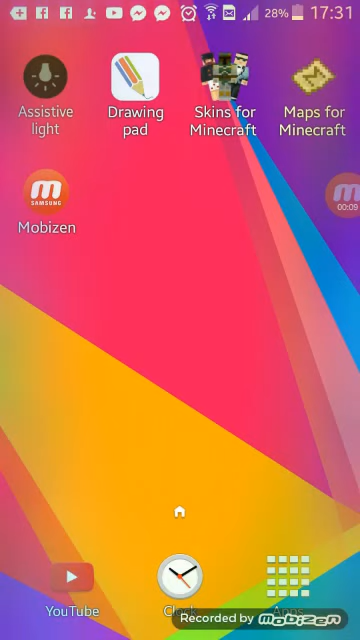 28% 17:31
Assistive light
Drawing pad
Skins for Minecraft
Maps for Minecraft
m
SAMSUNG
Mobizen
m
00:09
YouTube
Clock
Apps
Recorded by mobizen